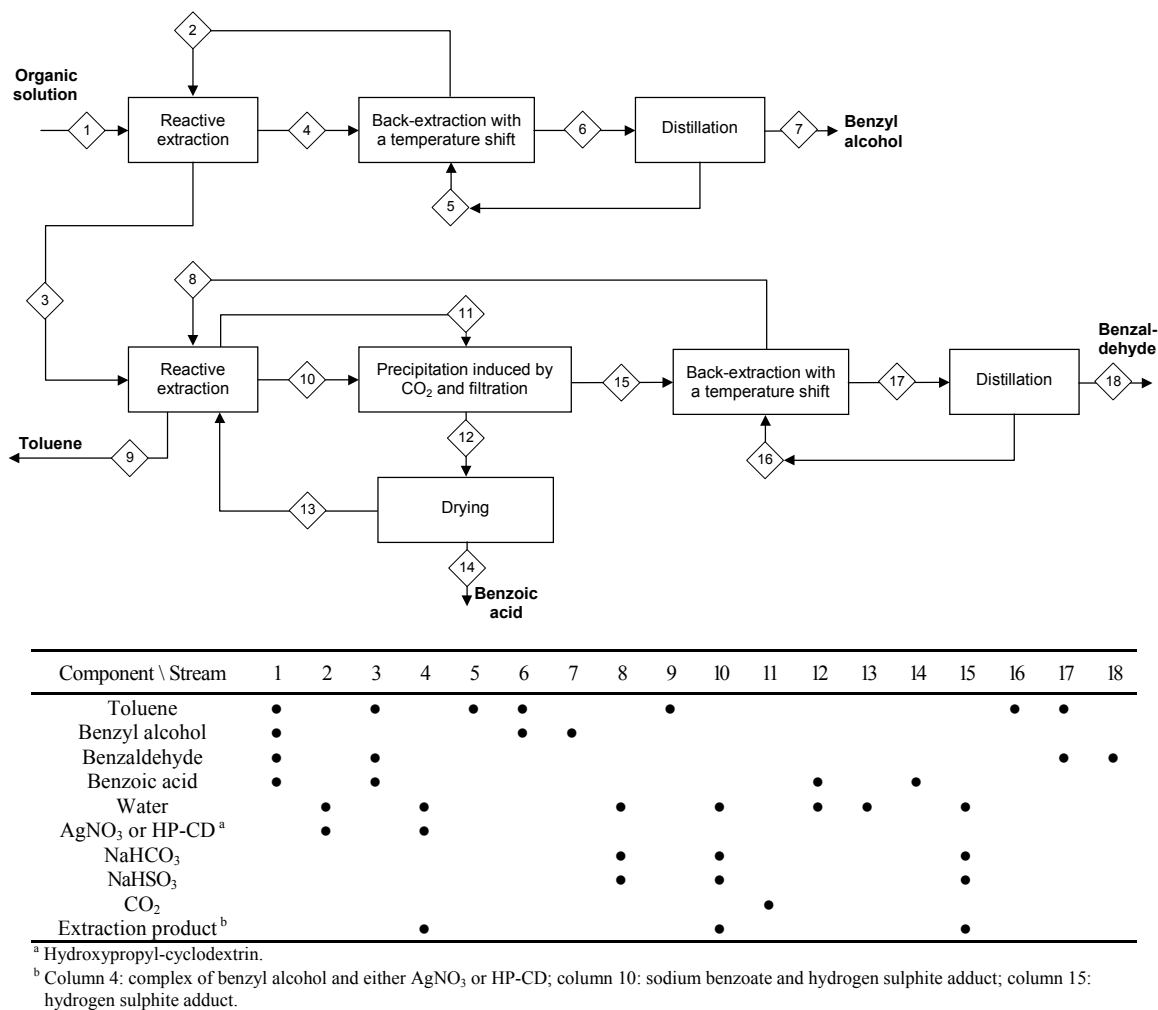 2
Organic
solution
1
Reactive
extraction
4
Back-extraction with
a temperature shift
6
Distillation
7
Benzyl
alcohol
5
3
8
11
Reactive
extraction
10
Precipitation induced by
CO2 and filtration
15
Back-extraction with
a temperature shift
17
Distillation
18
Benzal-
dehyde
Toluene
9
12
16
13
Drying
14
Benzoic
acid
Component \ Stream 1 2 3 4 5 6 7 8 9 10 11 12 13 14 15 16 17 18
Toluene • • • • • • •
Benzyl alcohol • • •
Benzaldehyde • • • •
Benzoic acid • • • •
Water • • • • • • •
AgNO3 or HP-CD a • •
NaHCO3 • • •
NaHSO3 • • •
CO2 •
Extraction product b • • •
a Hydroxypropyl-cyclodextrin.
b Column 4: complex of benzyl alcohol and either AgNO3 or HP-CD; column 10: sodium benzoate and hydrogen sulphite adduct; column 15:
hydrogen sulphite adduct.